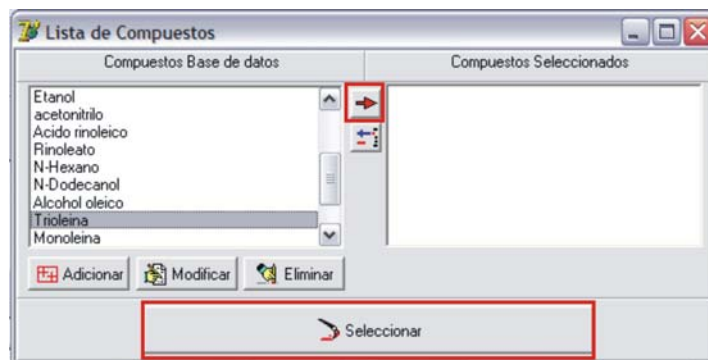 Lista de Compuestos
Compuestos Base de datos
Compuestos Seleccionados
Etanol
acetonitrilo
Acido rinoleico
Rinoleato
N-Hexano
N-Dodecanol
Alcohol oleico
Trioleina
Monoleina
Adicionar
Modificar
Eliminar
Seleccionar